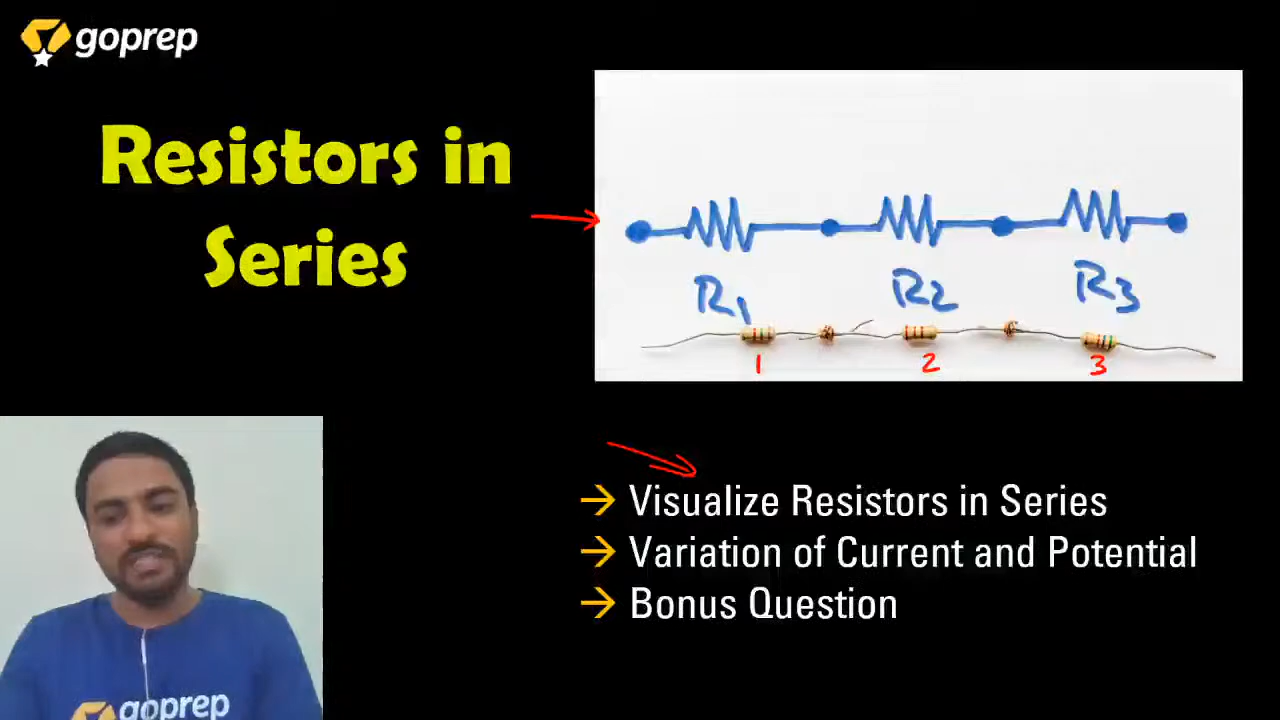 goprep
Resistors in
Series
R1 R2 R3
1 2 3
→ Visualize Resistors in Series
→ Variation of Current and Potential
→ Bonus Question
goprep